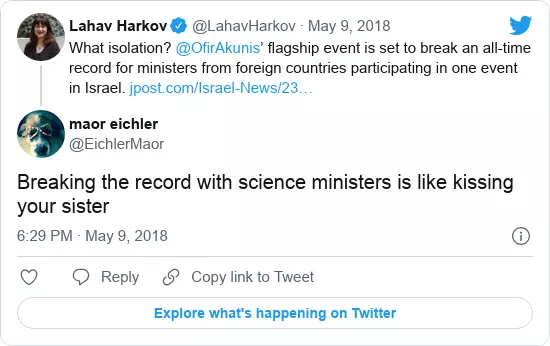 Lahav Harkov @LahavHarkov · May 9, 2018
What isolation? @OfirAkunis' flagship event is set to break an all-time
record for ministers from foreign countries participating in one event
in Israel. jpost.com/Israel-News/23…
maor eichler
@EichlerMaor
Breaking the record with science ministers is like kissing
your sister
6:29 PM · May 9, 2018
Reply Copy link to Tweet
Explore what's happening on Twitter